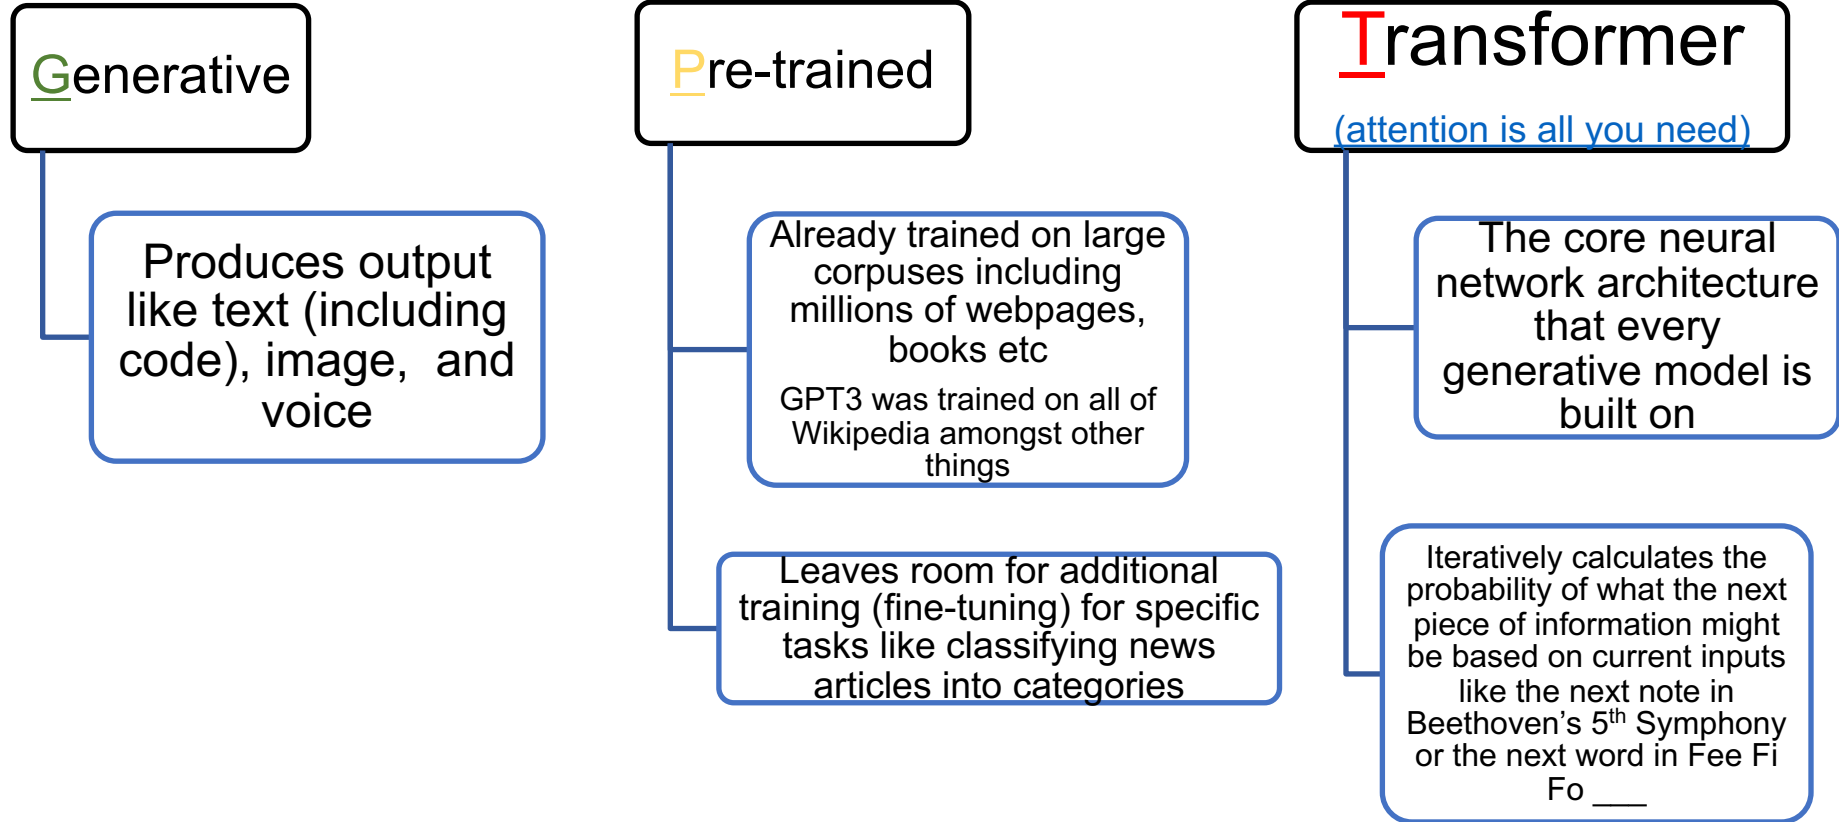 Generative
Produces output
like text (including
code), image,  and
voice
Pre-trained
Already trained on large
corpuses including
millions of webpages,
books etc
GPT3 was trained on all of
Wikipedia amongst other
things
Leaves room for additional
training (fine-tuning) for specific
tasks like classifying news
articles into categories
Transformer
(attention is all you need)
The core neural
network architecture
that every
generative model is
built on
Iteratively calculates the
probability of what the next
piece of information might
be based on current inputs
like the next note in
Beethoven’s 5th Symphony
or the next word in Fee Fi
Fo ___